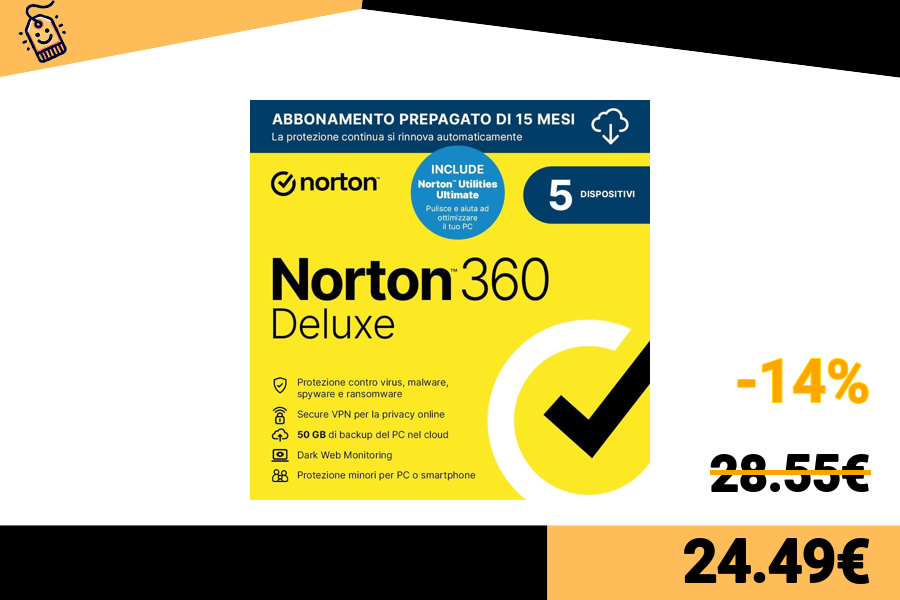 ABBONAMENTO PREPAGATO DI 15 MESI
La protezione continua si rinnova automaticamente
norton™
INCLUDE
Norton™ Utilities
Ultimate
Pulisce e aiuta ad
ottimizzare
il tuo PC
5 DISPOSITIVI
Norton™ 360
Deluxe
Protezione contro virus, malware,
spyware e ransomware
Secure VPN per la privacy online
50 GB di backup del PC nel cloud
Dark Web Monitoring
Protezione minori per PC o smartphone
-14%
28.55€
24.49€